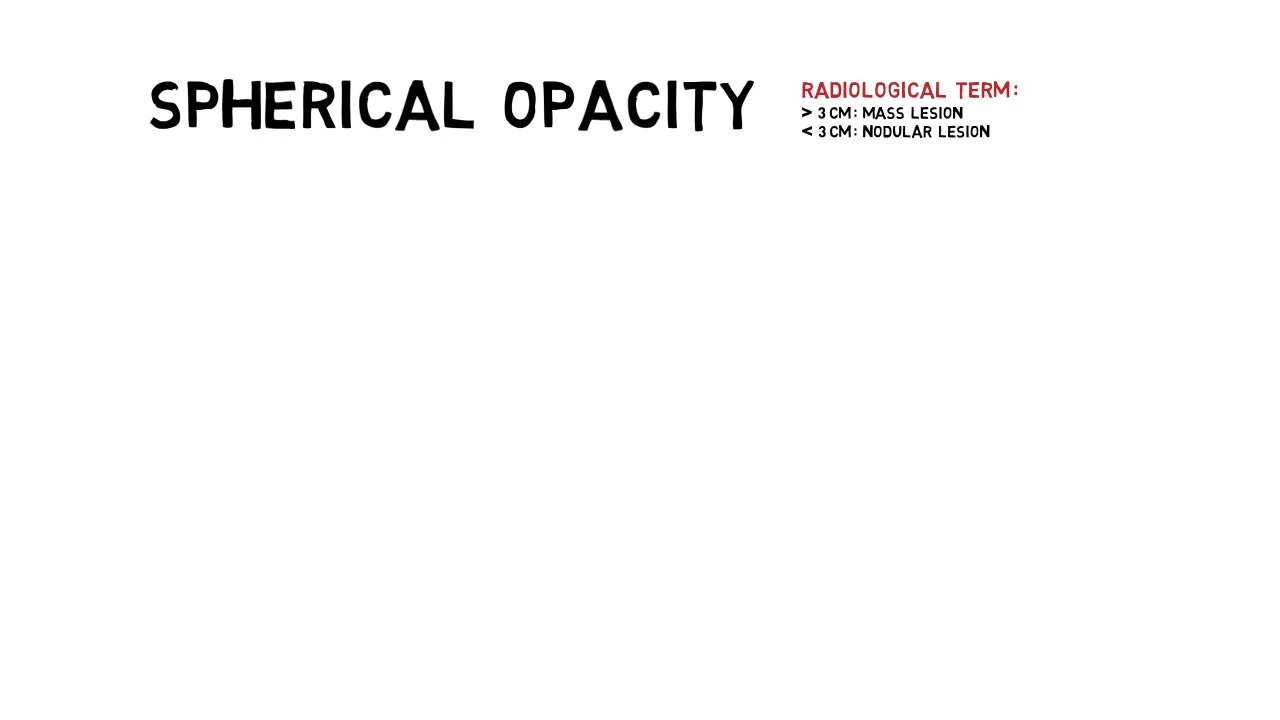 SPHERICAL OPACITY
RADIOLOGICAL TERM:
> 3 CM: MASS LESION
< 3 CM: NODULAR LESION